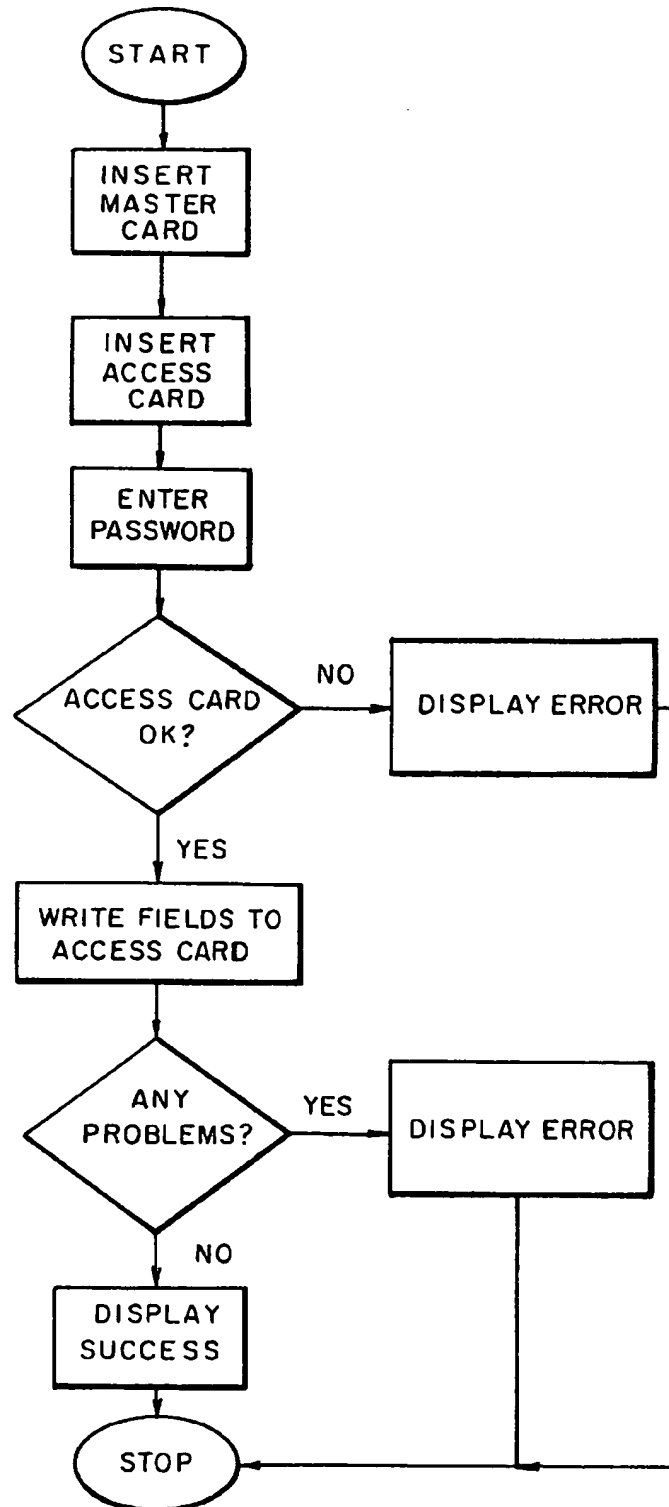 START
INSERT
MASTER
CARD
INSERT
ACCESS
CARD
ENTER
PASSWORD
ACCESS CARD
OK?
NO
DISPLAY ERROR
YES
WRITE FIELDS TO
ACCESS CARD
ANY
PROBLEMS?
YES
DISPLAY ERROR
NO
DISPLAY
SUCCESS
STOP